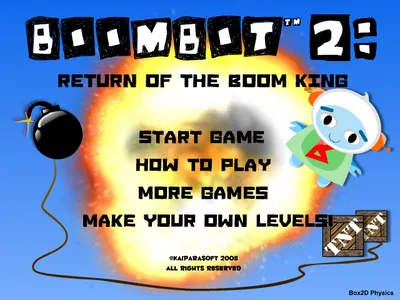 BOOMBOT™ 2:
RETURN OF THE BOOM KING
START GAME
HOW TO PLAY
MORE GAMES
MAKE YOUR OWN LEVELS!
©KAIPARASOFT 2008
ALL RIGHTS RESERVED
TNT
NT
Box2D Physics